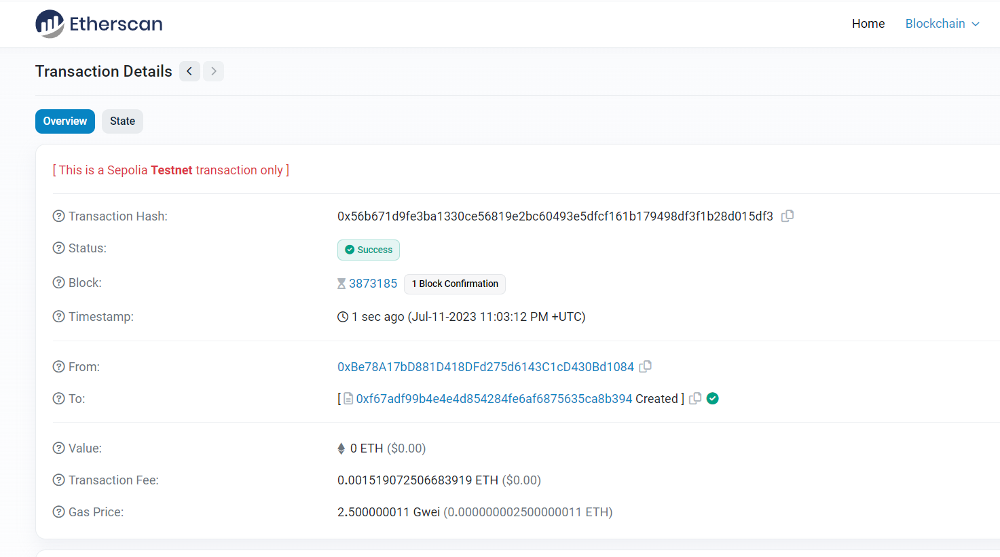 Etherscan
Home Blockchain
Transaction Details
Overview State
[ This is a Sepolia Testnet transaction only ]
Transaction Hash: 0x56b671d9fe3ba1330ce56819e2bc60493e5dfcf161b179498df3f1b28d015df3
Status: Success
Block: 3873185 1 Block Confirmation
Timestamp: 1 sec ago (Jul-11-2023 11:03:12 PM +UTC)
From: 0xBe78A17bD881D418DFd275d6143C1cD430Bd1084
To: [ 0xf67adf99b4e4e4d854284fe6af6875635ca8b394 Created ]
Value: 0 ETH ($0.00)
Transaction Fee: 0.001519072506683919 ETH ($0.00)
Gas Price: 2.500000011 Gwei (0.000000002500000011 ETH)